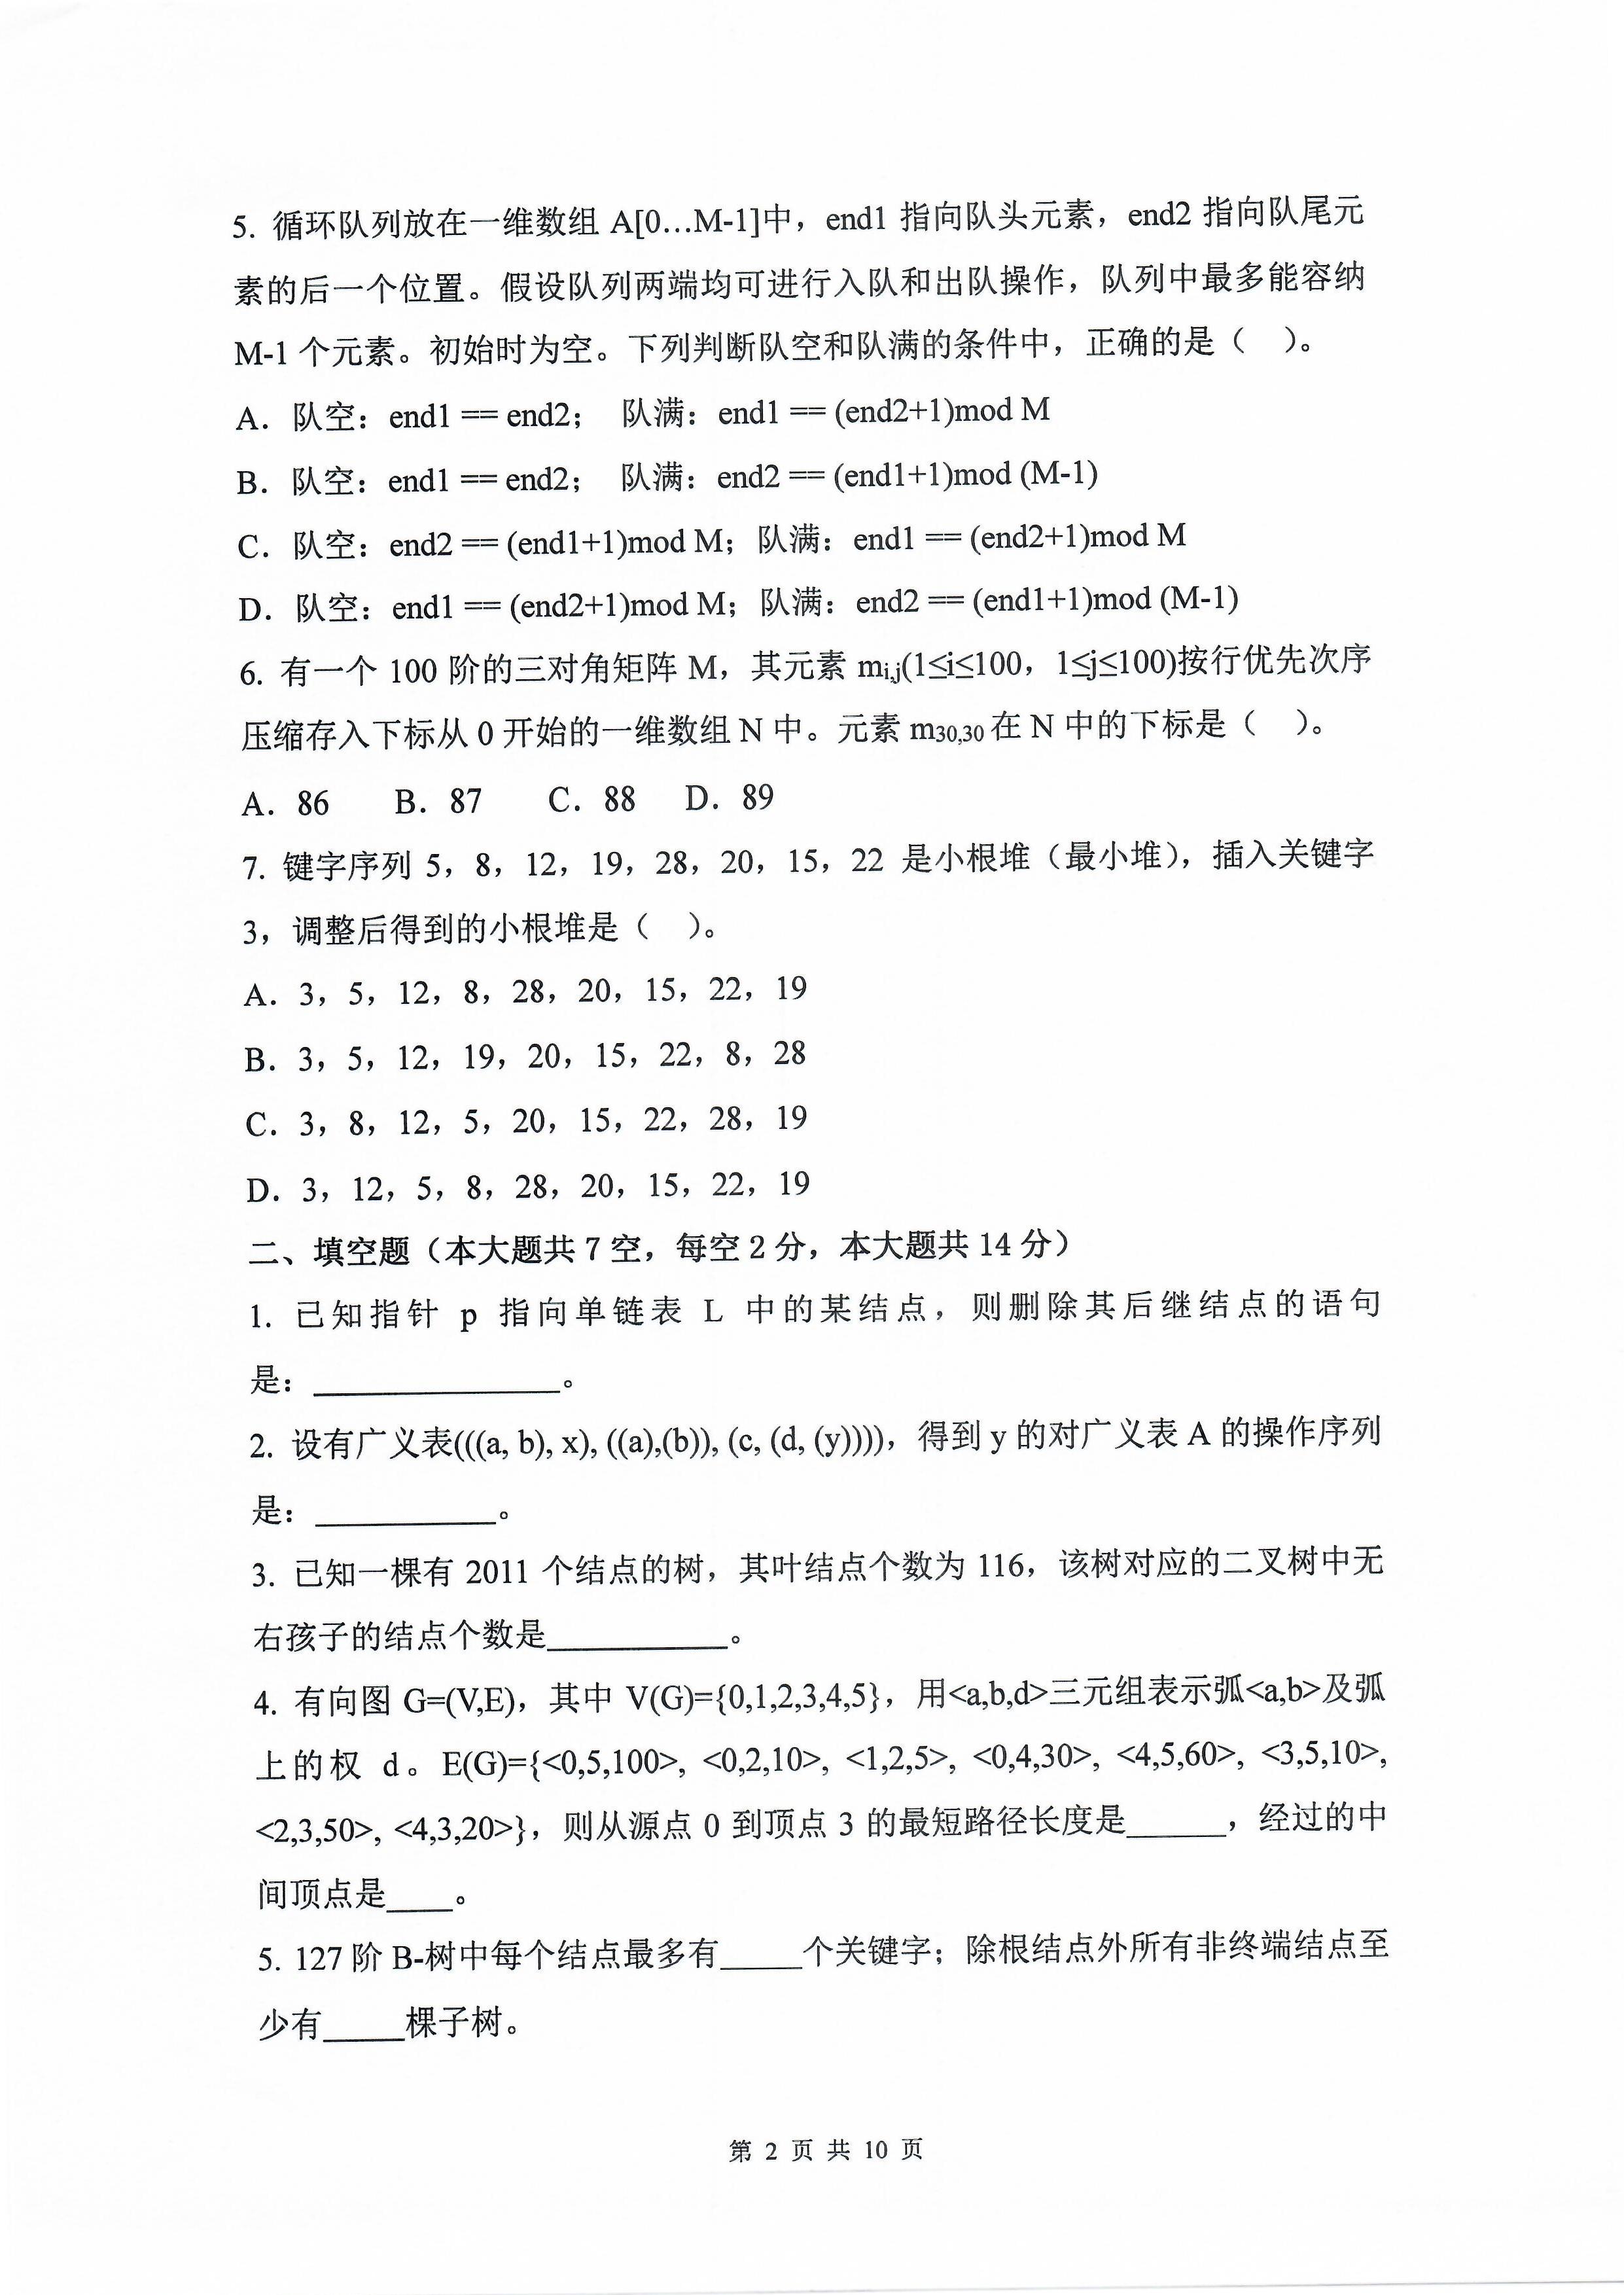 5. 循环队列放在一维数组 A[0…M-1]中，end1 指向队头元素，end2 指向队尾元
素的后一个位置。假设队列两端均可进行入队和出队操作，队列中最多能容纳
M-1 个元素。初始时为空。下列判断队空和队满的条件中，正确的是（　）。
A．队空：end1 == end2；　队满：end1 == (end2+1)mod M
B．队空：end1 == end2；　队满：end2 == (end1+1)mod (M-1)
C．队空：end2 == (end1+1)mod M；队满：end1 == (end2+1)mod M
D．队空：end1 == (end2+1)mod M；队满：end2 == (end1+1)mod (M-1)
6. 有一个 100 阶的三对角矩阵 M，其元素 mi,j(1≤i≤100，1≤j≤100)按行优先次序
压缩存入下标从 0 开始的一维数组 N 中。元素 m30,30 在 N 中的下标是（　）。
A．86　B．87　C．88　D．89
7. 键字序列 5，8，12，19，28，20，15，22 是小根堆（最小堆），插入关键字
3，调整后得到的小根堆是（　）。
A．3，5，12，8，28，20，15，22，19
B．3，5，12，19，20，15，22，8，28
C．3，8，12，5，20，15，22，28，19
D．3，12，5，8，28，20，15，22，19
二、填空题（本大题共 7 空，每空 2 分，本大题共 14 分）
1. 已知指针 p 指向单链表 L 中的某结点，则删除其后继结点的语句
是：_______________。
2. 设有广义表(((a, b), x), ((a),(b)), (c, (d, (y))))，得到 y 的对广义表 A 的操作序列
是：___________。
3. 已知一棵有 2011 个结点的树，其叶结点个数为 116，该树对应的二叉树中无
右孩子的结点个数是___________。
4. 有向图 G=(V,E)，其中 V(G)={0,1,2,3,4,5}，用<a,b,d>三元组表示弧<a,b>及弧
上的权 d。E(G)={<0,5,100>, <0,2,10>, <1,2,5>, <0,4,30>, <4,5,60>, <3,5,10>,
<2,3,50>, <4,3,20>}，则从源点 0 到顶点 3 的最短路径长度是______，经过的中
间顶点是____。
5. 127 阶 B-树中每个结点最多有_____个关键字；除根结点外所有非终端结点至
少有_____棵子树。
第 2 页 共 10 页